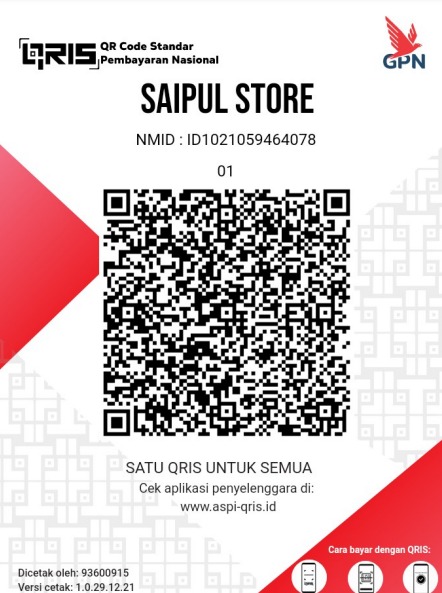 QRIS QR Code Standar
Pembayaran Nasional
GPN
SAIPUL STORE
NMID : ID1021059464078
01
SATU QRIS UNTUK SEMUA
Cek aplikasi penyelenggara di:
www.aspi-qris.id
Cara bayar dengan QRIS:
Dicetak oleh: 93600915
Versi cetak: 1.0.29.12.21